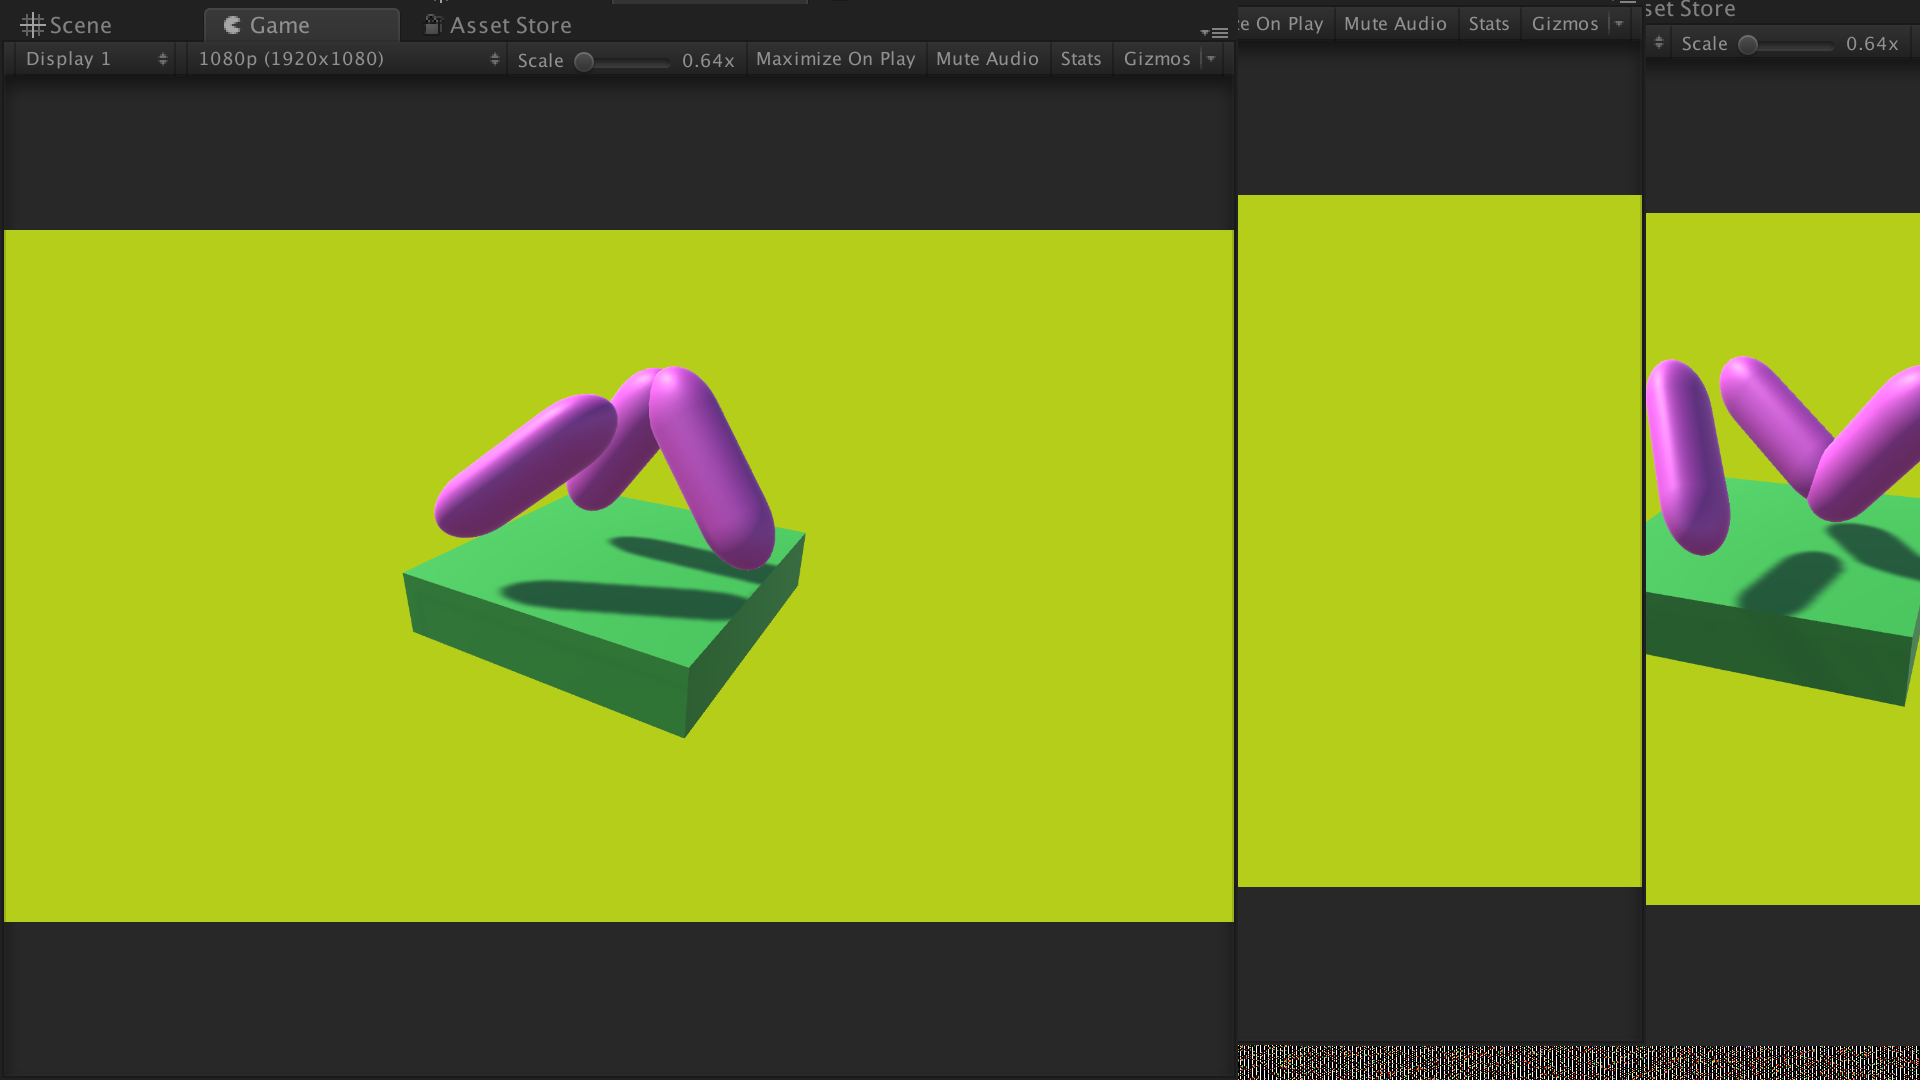 Scene Game Asset Store
Display 1 1080p (1920x1080) Scale 0.64x Maximize On Play Mute Audio Stats Gizmos
On Play Mute Audio Stats Gizmos
Store
Scale 0.64x